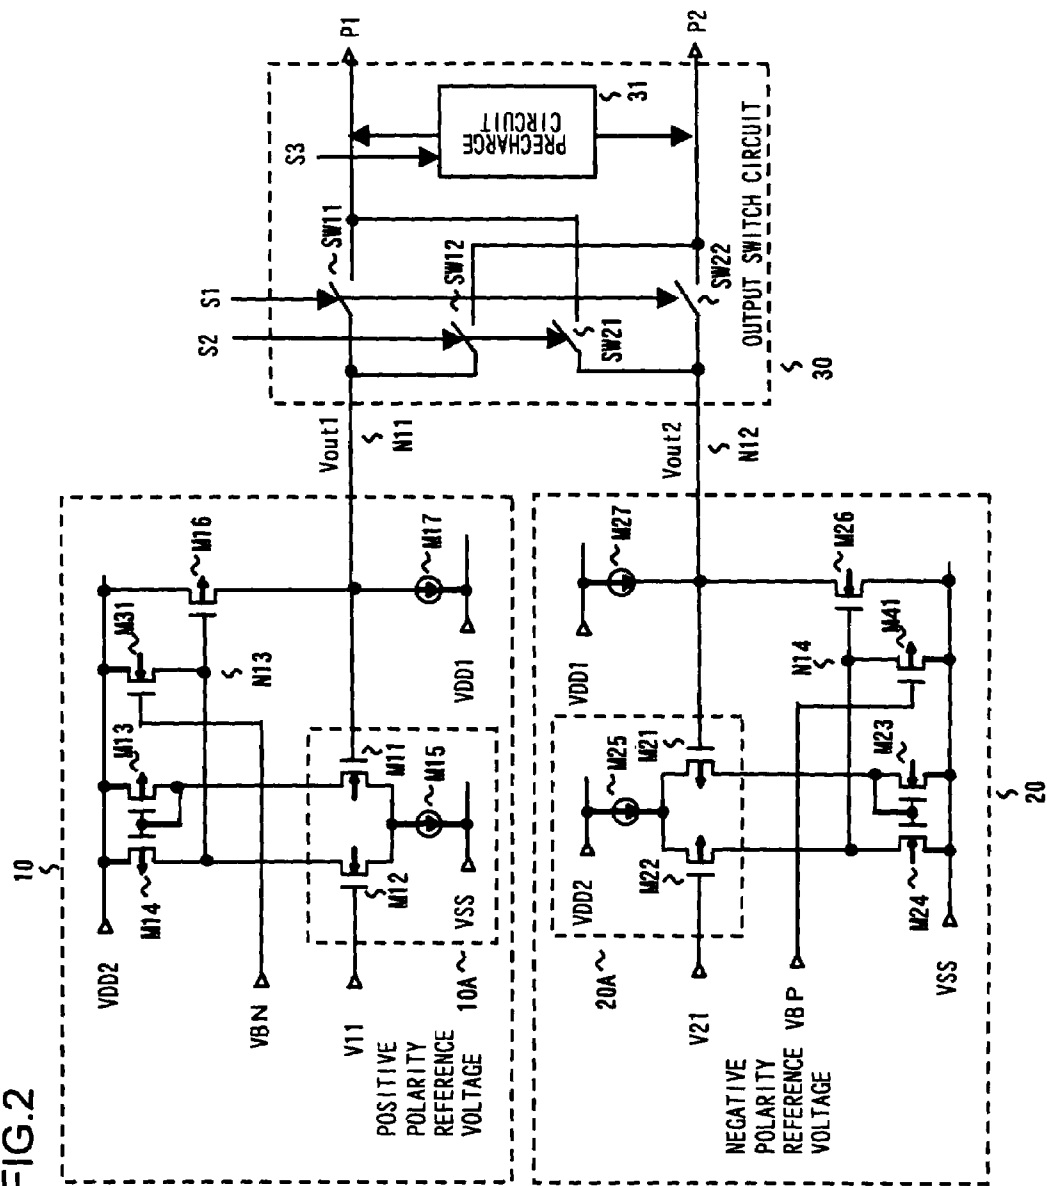 FIG.2
10
VDD2
M14
M13
M31
M16
N13
VBN
V11
M12
M11
M15
M17
VSS
VDD1
10A
POSITIVE
POLARITY
REFERENCE
VOLTAGE
Vout1
N11
S2
S1
S3
SW11
SW12
SW21
SW22
PRECHARGE
CIRCUIT
31
P1
P2
OUTPUT SWITCH CIRCUIT
30
Vout2
N12
20
20A
VDD2
M25
M22
M21
VDD1
M27
V21
VBP
N14
M41
M26
M24
M23
VSS
NEGATIVE
POLARITY
REFERENCE
VOLTAGE